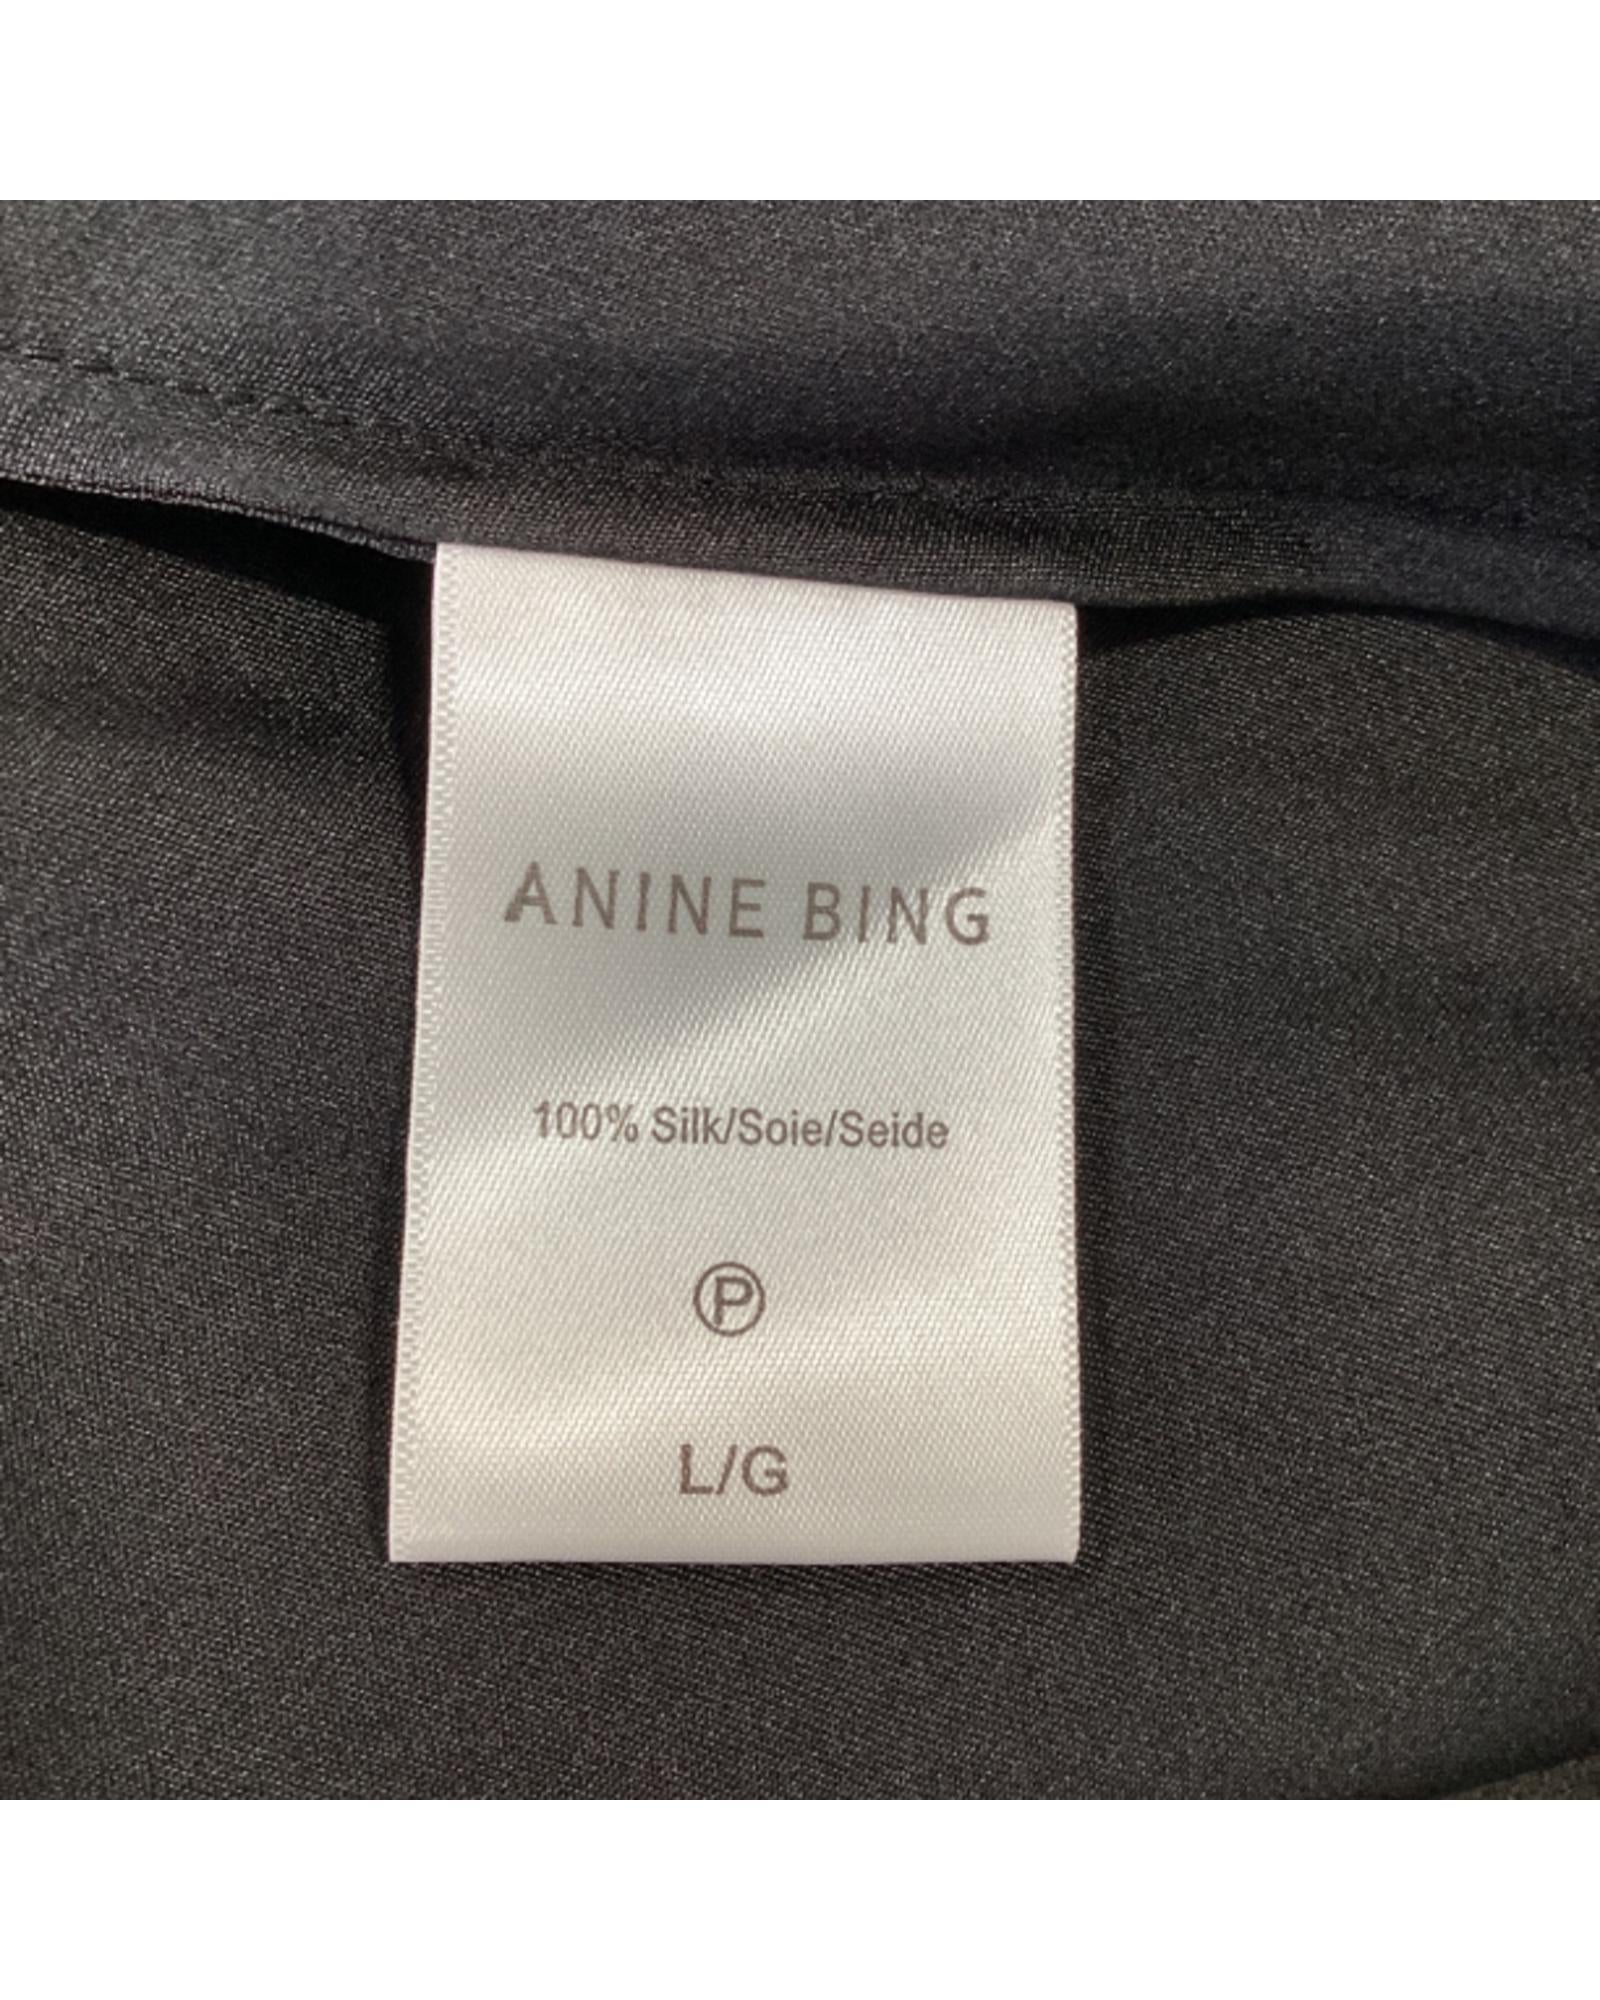 ANINE BING
100% Silk/Soie/Seide
P
L/G